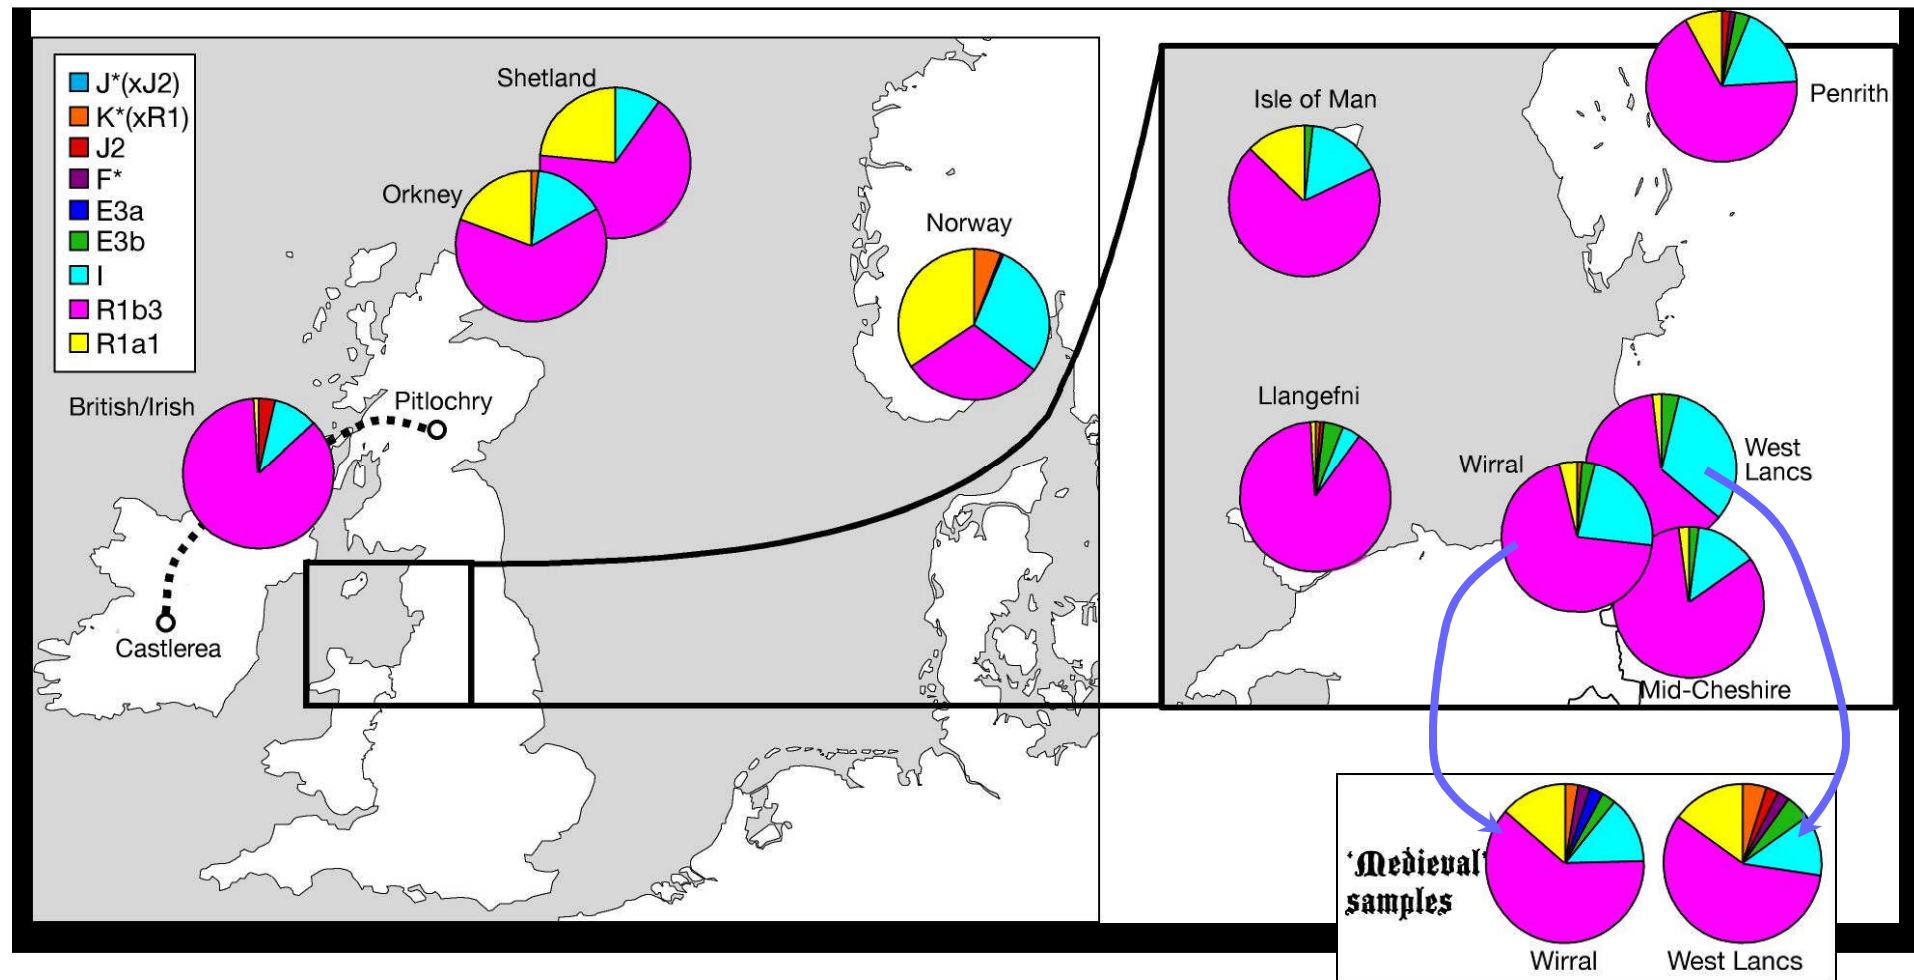 J*(xJ2)
K*(xR1)
J2
F*
E3a
E3b
I
R1b3
R1a1
Shetland
Orkney
Norway
British/Irish
Pitlochry
Castlerea
Isle of Man
Penrith
Llangefni
Wirral
West
Lancs
Mid-Cheshire
'Medieval'
samples
Wirral
West Lancs